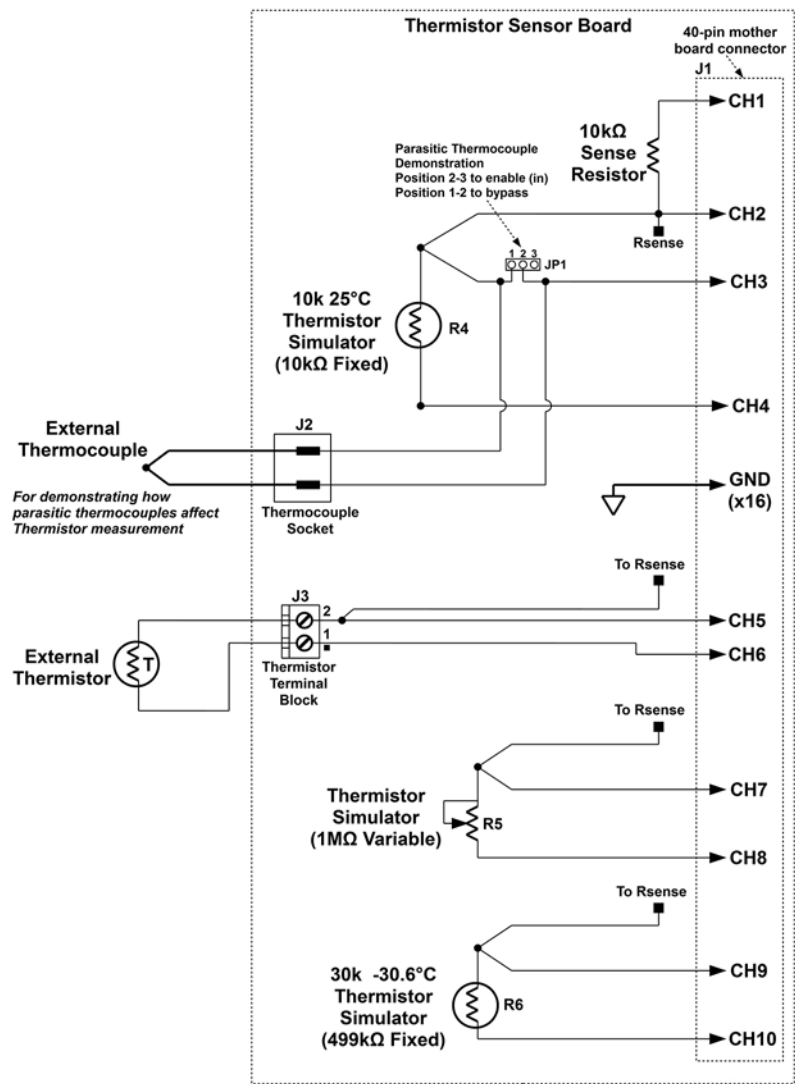 Thermistor Sensor Board
40-pin mother
board connector
J1
CH1
10kΩ
Sense
Resistor
Parasitic Thermocouple
Demonstration
Position 2-3 to enable (in)
Position 1-2 to bypass
CH2
Rsense
1 2 3
JP1
CH3
10k 25°C
Thermistor
Simulator
(10kΩ Fixed)
R4
CH4
External
Thermocouple
J2
For demonstrating how
parasitic thermocouples affect
Thermistor measurement
Thermocouple
Socket
GND
(x16)
To Rsense
J3
2
CH5
1
CH6
External
Thermistor
T
Thermistor
Terminal
Block
To Rsense
CH7
Thermistor
Simulator
(1MΩ Variable)
R5
CH8
To Rsense
CH9
30k -30.6°C
Thermistor
Simulator
(499kΩ Fixed)
R6
CH10